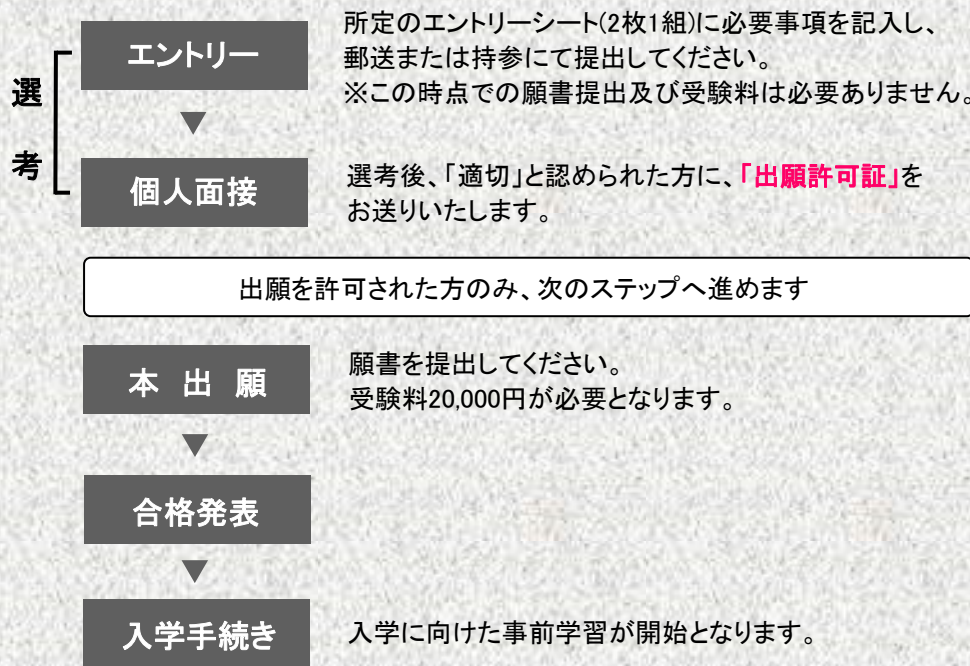 選考
エントリー
所定のエントリーシート(2枚1組)に必要事項を記入し、
郵送または持参にて提出してください。
※この時点での願書提出及び受験料は必要ありません。
個人面接
選考後、「適切」と認められた方に、「出願許可証」を
お送りいたします。
出願を許可された方のみ、次のステップへ進めます
本 出 願
願書を提出してください。
受験料20,000円が必要となります。
合格発表
入学手続き
入学に向けた事前学習が開始となります。